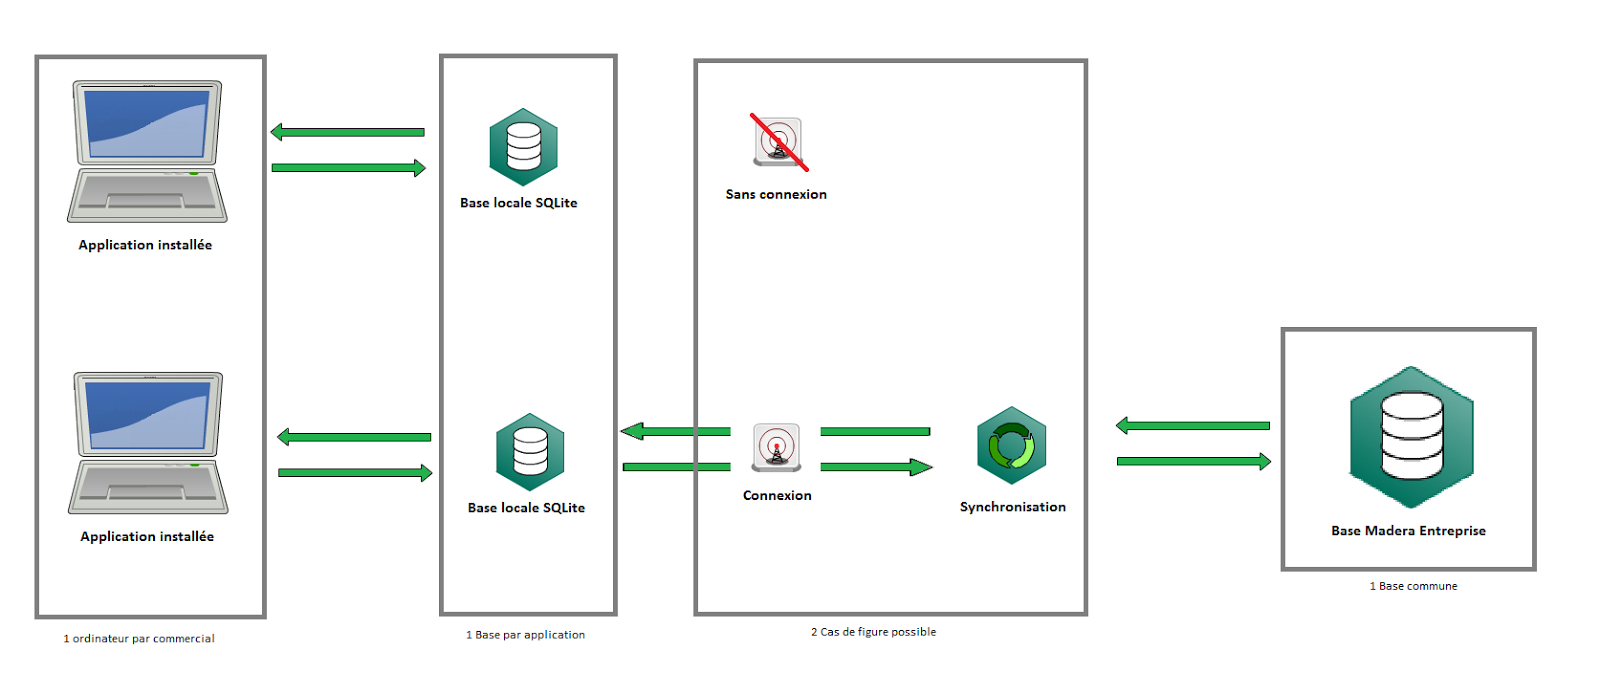 Application installée
Base locale SQLite
Sans connexion
Application installée
Base locale SQLite
Connexion
Synchronisation
Base Madera Entreprise
1 ordinateur par commercial
1 Base par application
2 Cas de figure possible
1 Base commune